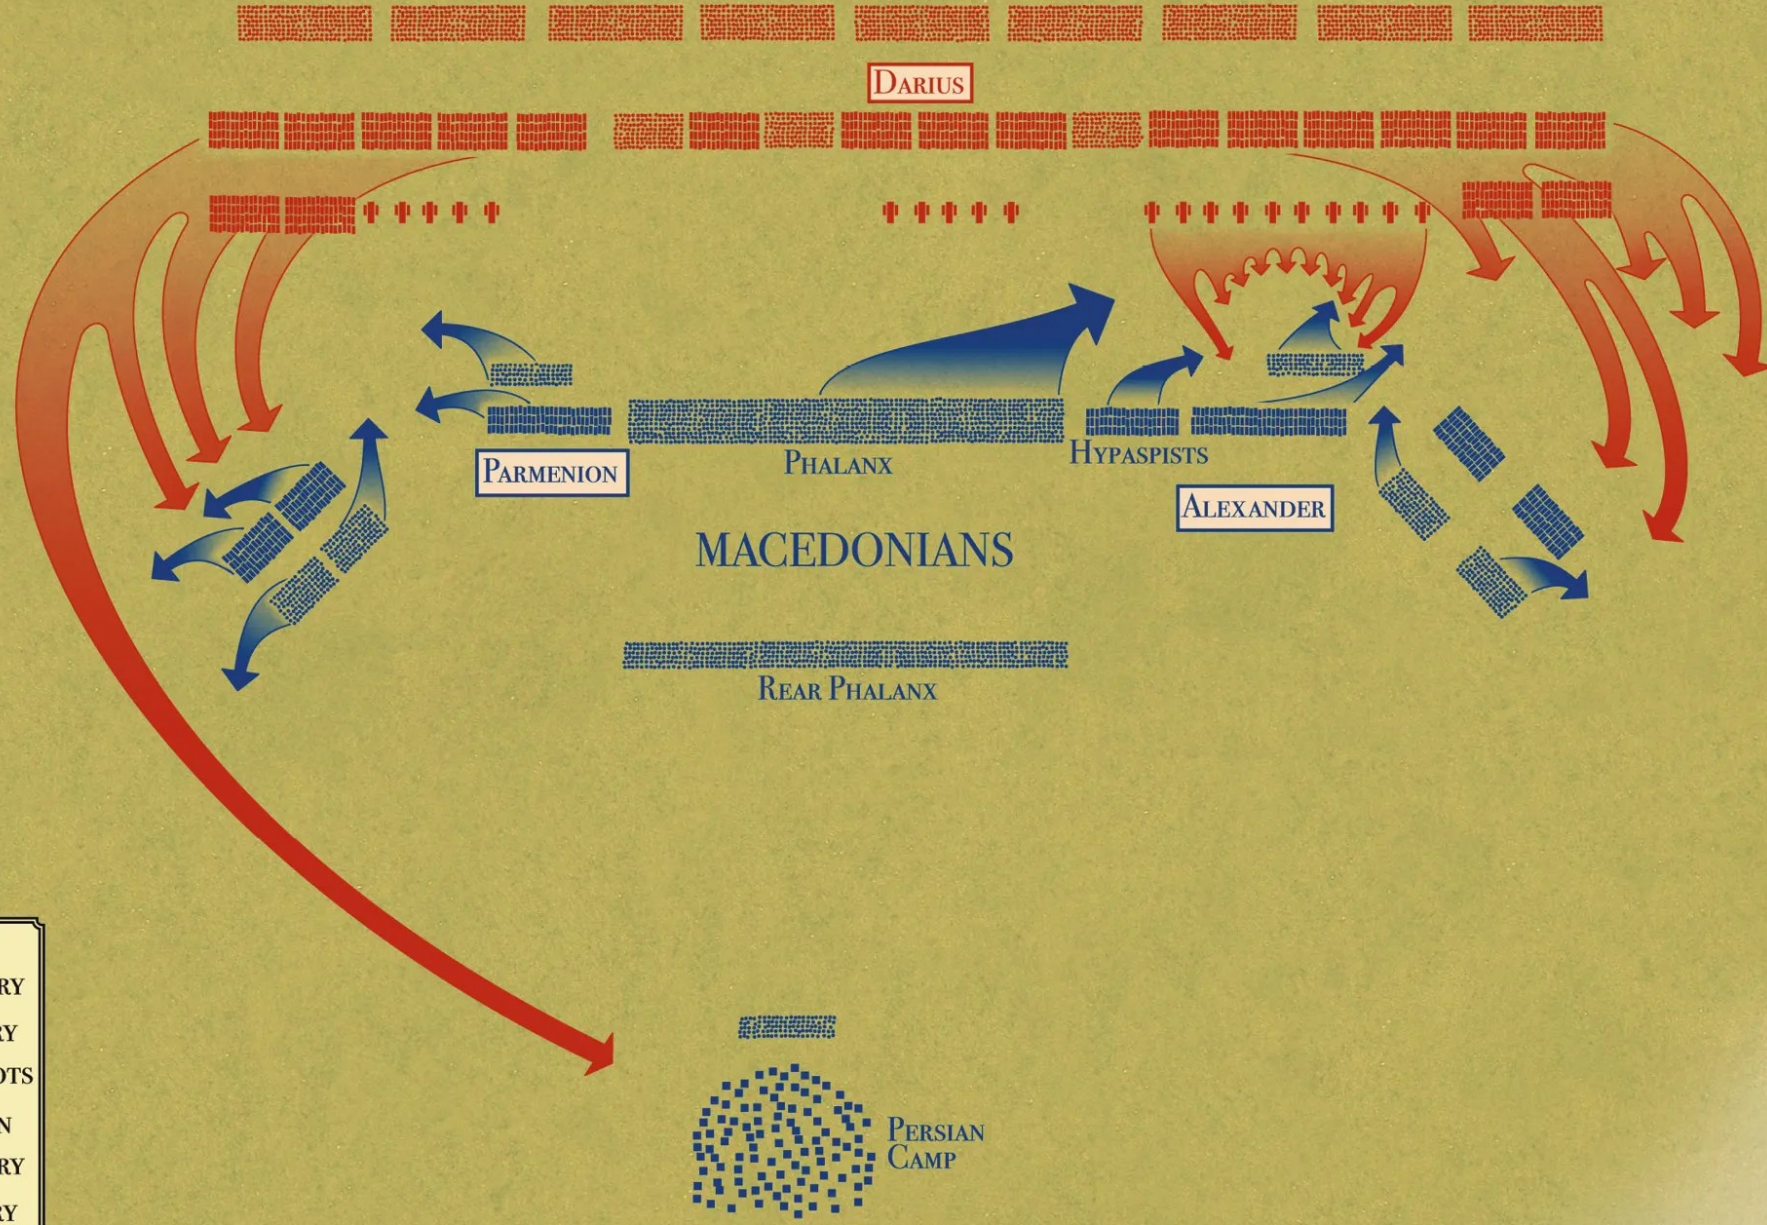 DARIUS
PARMENION
PHALANX
HYPASPISTS
ALEXANDER
MACEDONIANS
REAR PHALANX
PERSIAN
CAMP